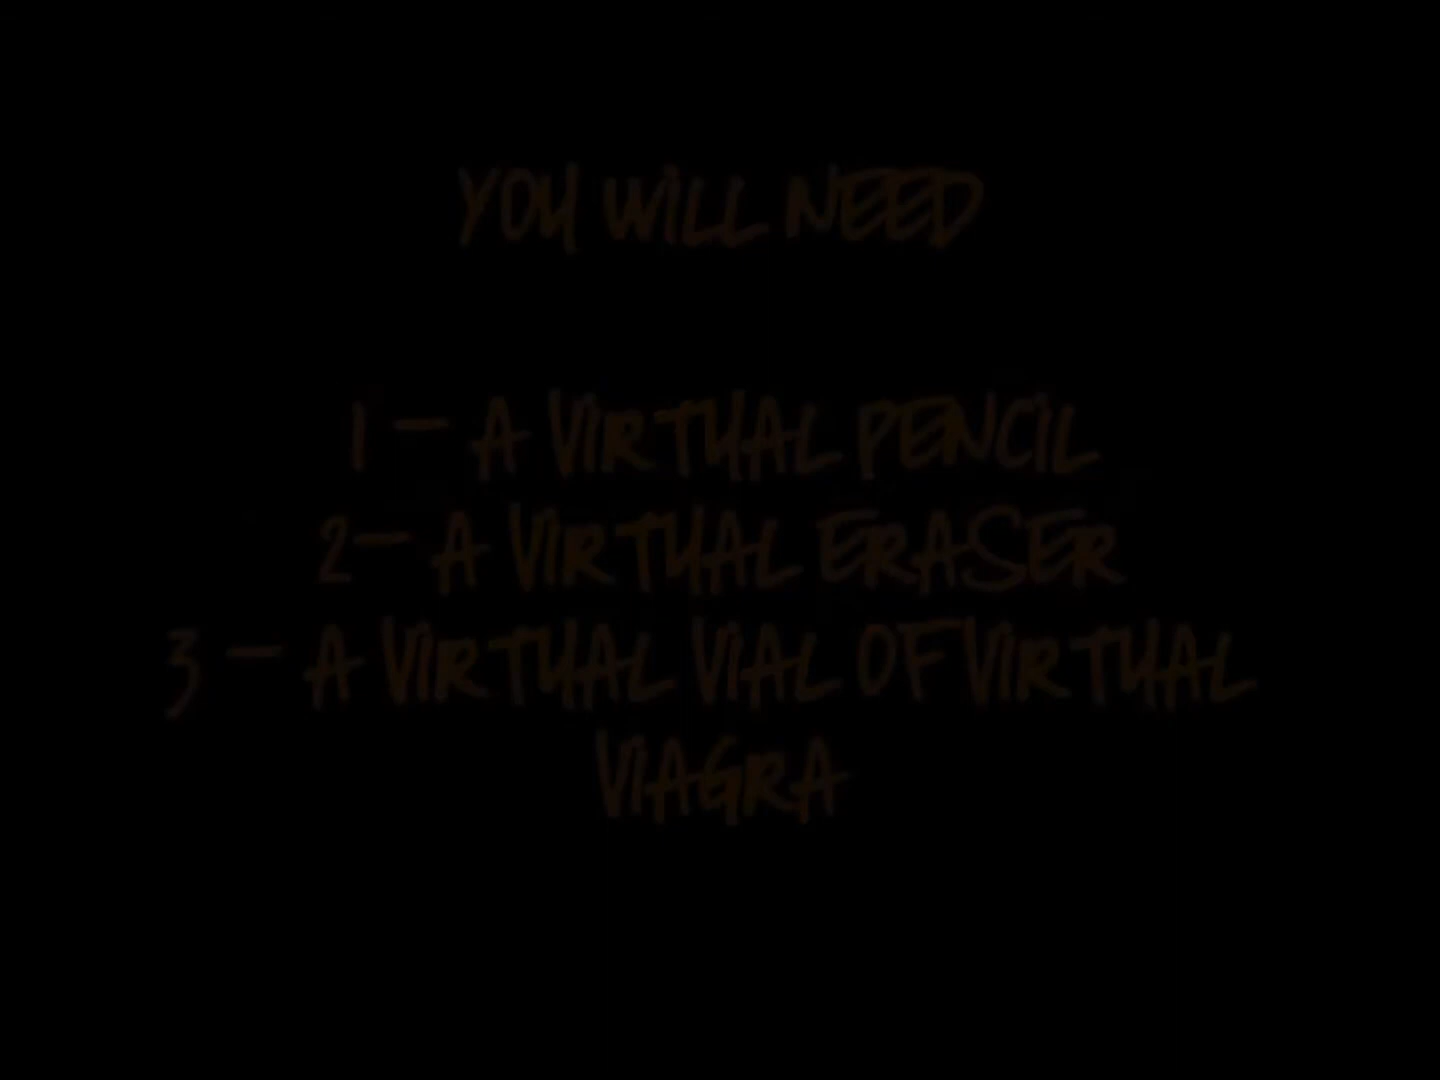 YOU WILL NEED
1 - A VIRTUAL PENCIL
2- A VIRTUAL ERASER
3 - A VIRTUAL VIAL OF VIRTUAL
VIAGRA